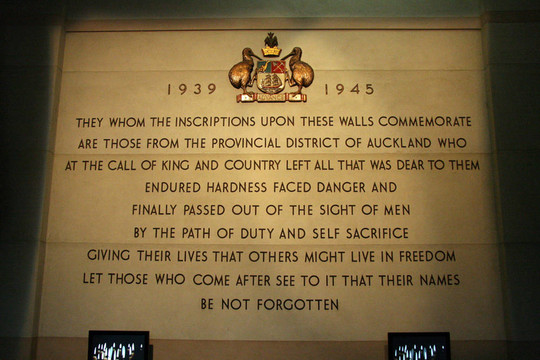 1939 1945
THEY WHOM THE INSCRIPTIONS UPON THESE WALLS COMMEMORATE
ARE THOSE FROM THE PROVINCIAL DISTRICT OF AUCKLAND WHO
AT THE CALL OF KING AND COUNTRY LEFT ALL THAT WAS DEAR TO THEM
ENDURED HARDNESS FACED DANGER AND
FINALLY PASSED OUT OF THE SIGHT OF MEN
BY THE PATH OF DUTY AND SELF SACRIFICE
GIVING THEIR LIVES THAT OTHERS MIGHT LIVE IN FREEDOM
LET THOSE WHO COME AFTER SEE TO IT THAT THEIR NAMES
BE NOT FORGOTTEN